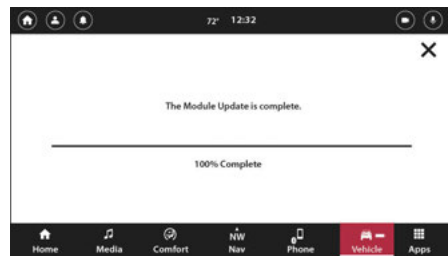 72° 12:32
The Module Update is complete.
100% Complete
NW
Home Media Comfort Nav Phone Vehicle Apps